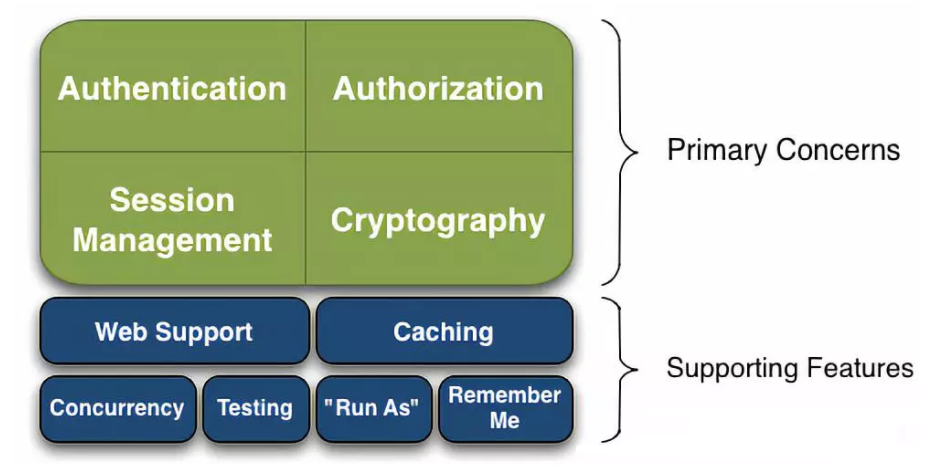 Authentication
Authorization
Session
Management
Cryptography
Primary Concerns
Web Support
Caching
Concurrency
Testing
"Run As"
Remember
Me
Supporting Features